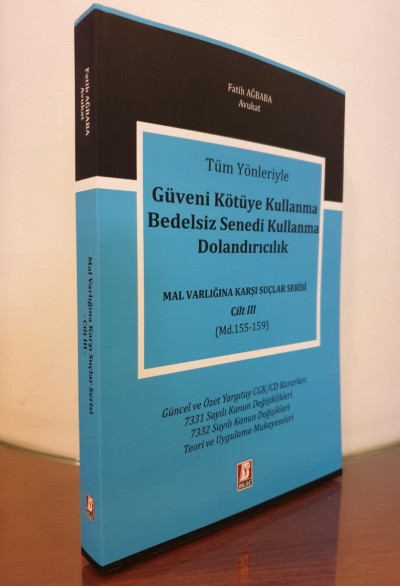 Fatih AĞBABA
Avukat
Mal Varlığına Karşı Suçlar Serisi
- Cilt III -
Fatih AĞBABA
Avukat
Tüm Yönleriyle
Güveni Kötüye Kullanma
Bedelsiz Senedi Kullanma
Dolandırıcılık
MAL VARLIĞINA KARŞI SUÇLAR SERİSİ
Cilt III
(Md.155-159)
Güncel ve Özet Yargıtay CGK/CD Kararları
7331 Sayılı Kanun Değişiklikleri
7332 Sayılı Kanun Değişikleri
Teori ve Uygulama Mukayeseleri